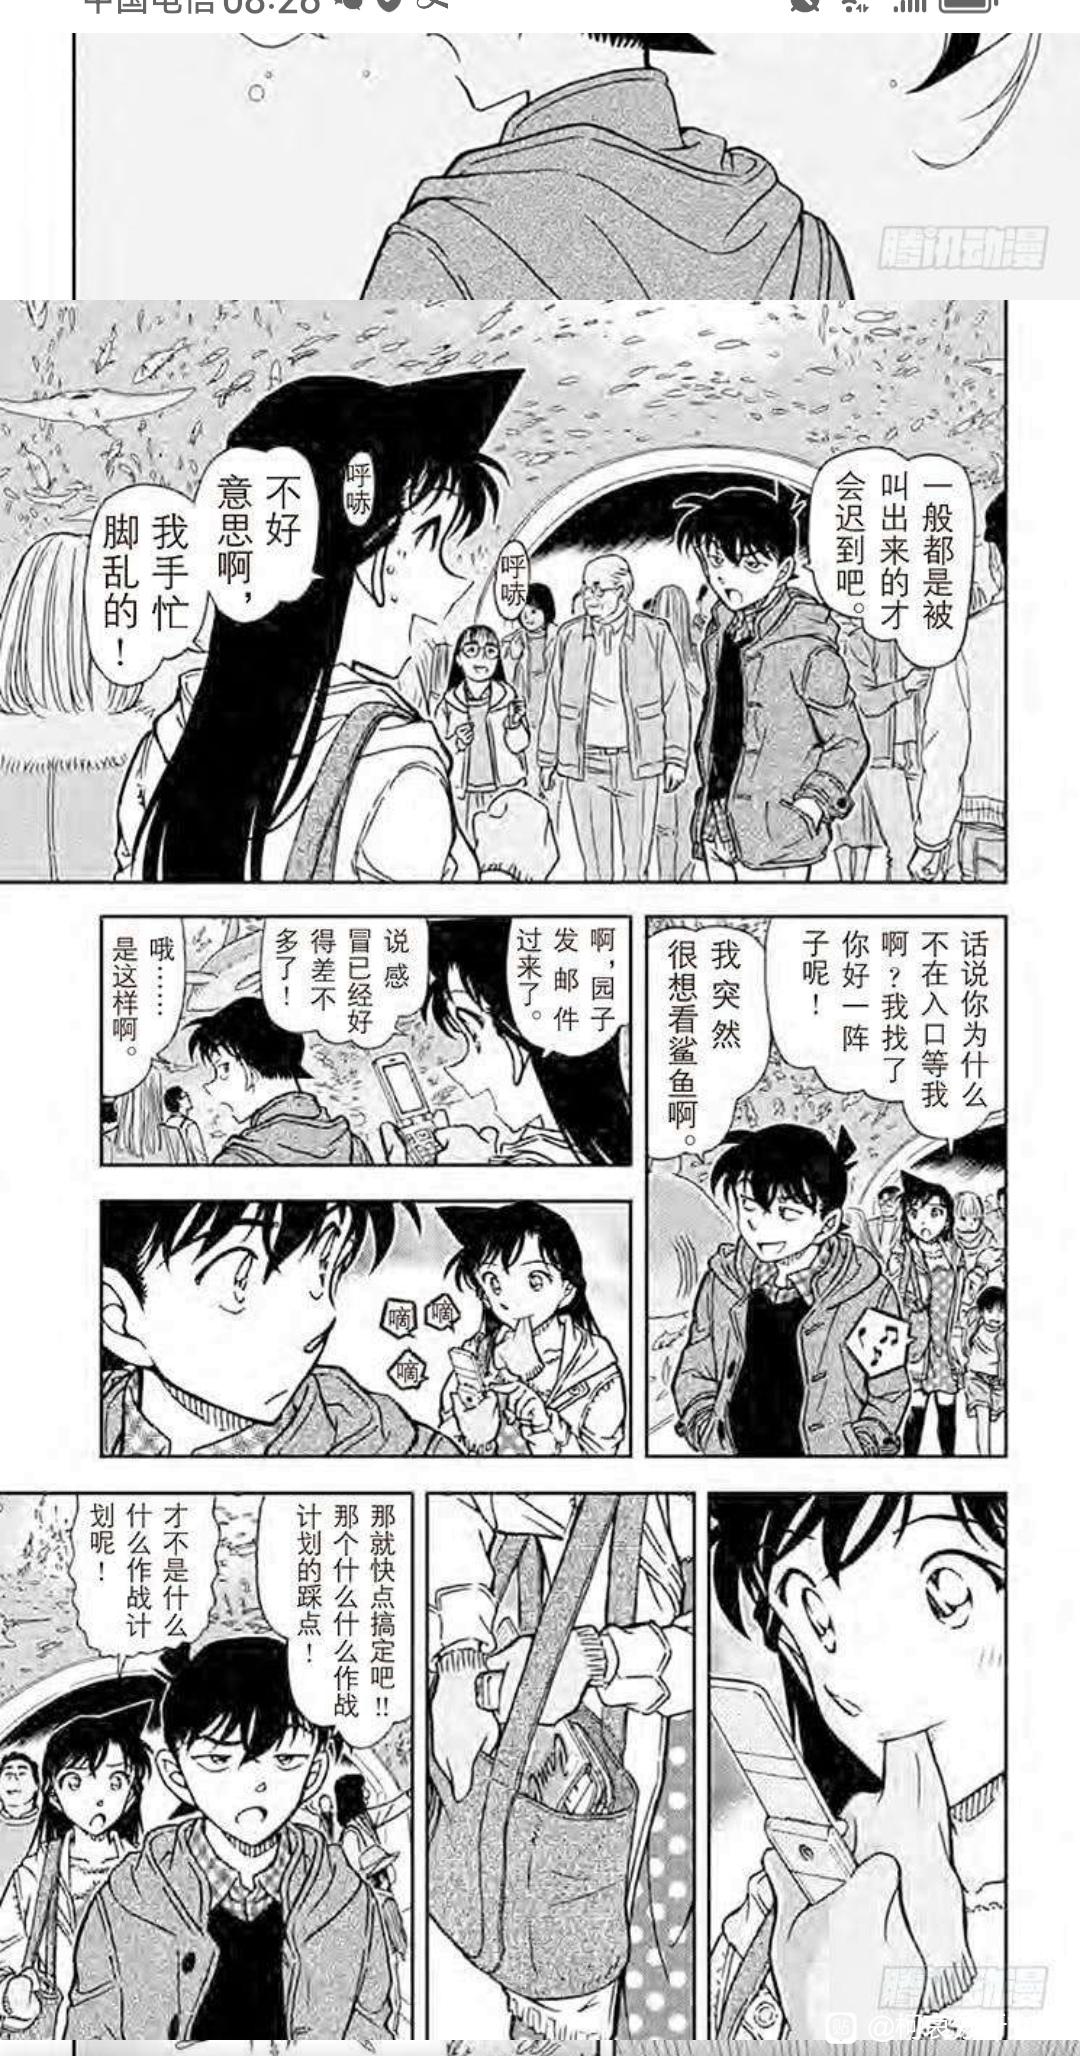 中国电信 08:26
腾讯动漫
一般都是被
叫出来的才
会迟到吧。
呼哧
呼哧
不好
意思啊，
我手忙
脚乱的！
话说你为什么
不在入口等我
啊？我找了
你好一阵
子呢！
我突然
很想看鲨鱼啊。
啊，园子
发邮件
过来了。
说感
冒已经好
得差不
多了！
哦……
是这样啊。
嘀
嘀
嘀
那就快点搞定吧!!
那个什么什么作战
计划的踩点！
才不是什么
什么作战计
划呢！
腾讯动漫